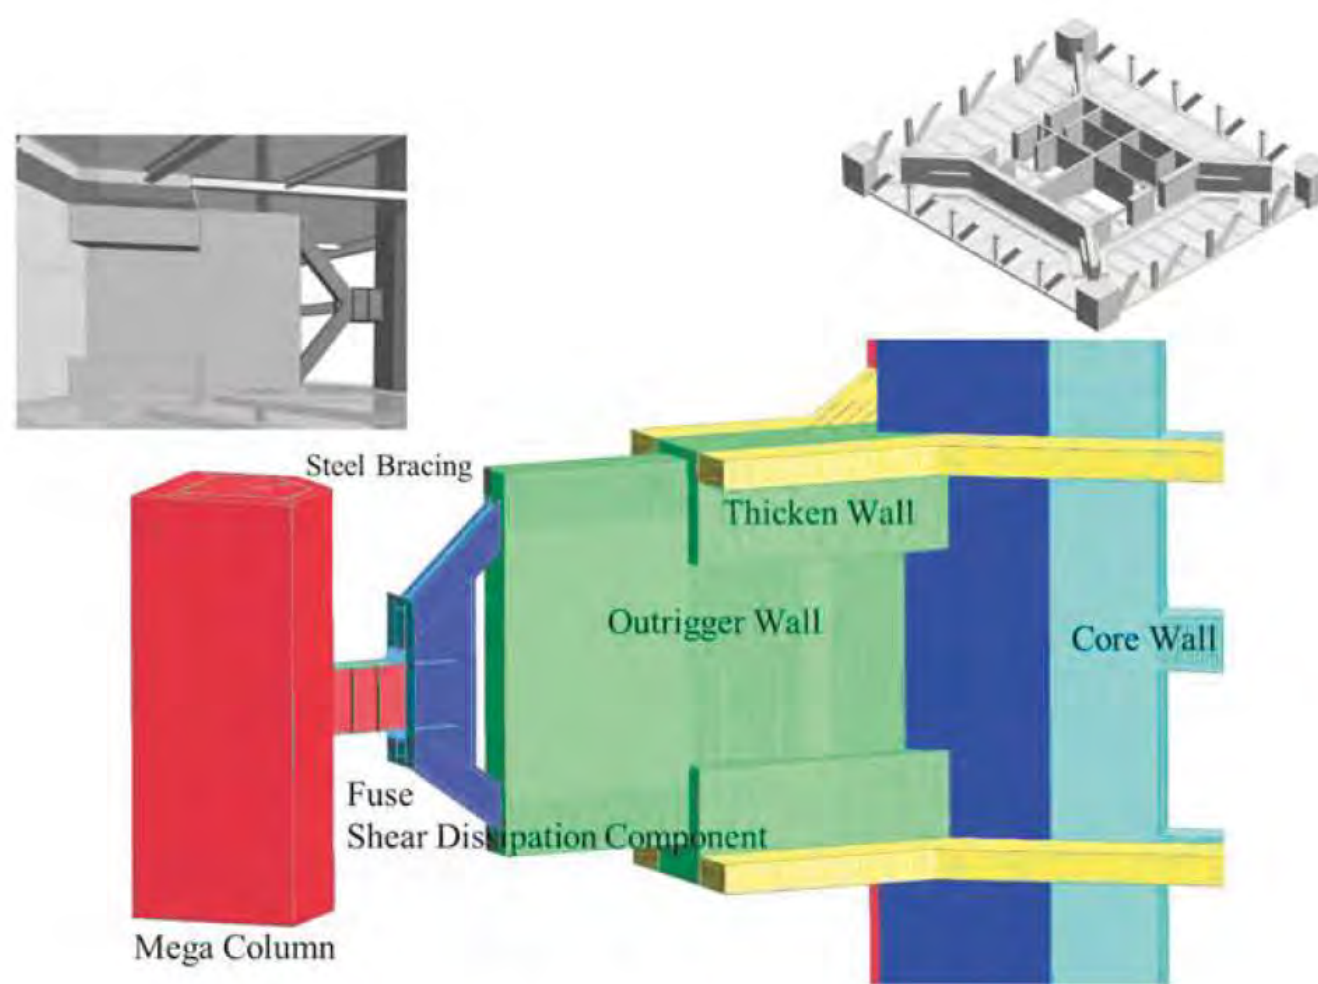 Steel Bracing
Thicken Wall
Outrigger Wall
Core Wall
Fuse
Shear Dissipation Component
Mega Column